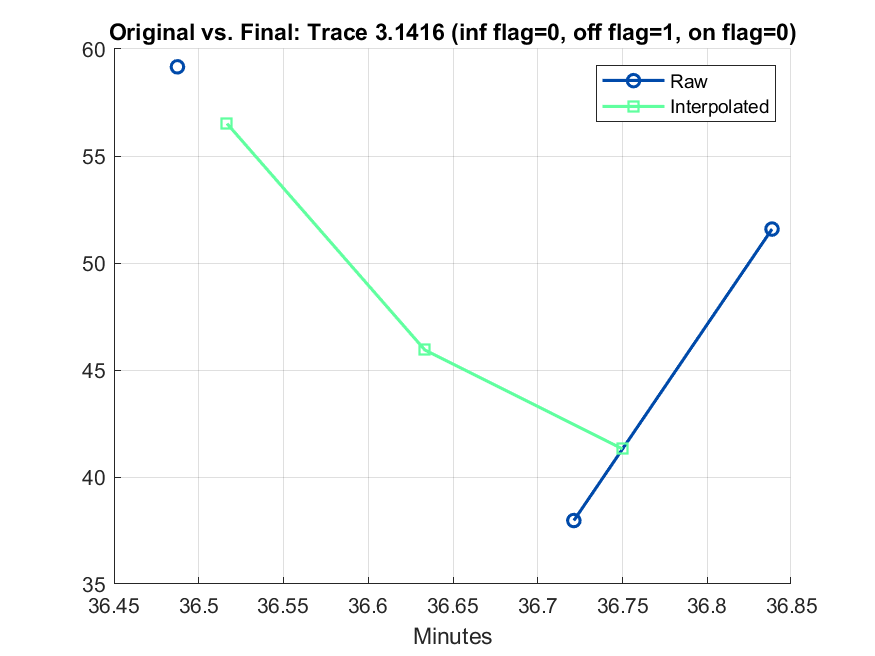 Original vs. Final: Trace 3.1416 (inf flag=0, off flag=1, on flag=0)
60
Raw
Interpolated
55
50
45
40
35
36.45 36.5 36.55 36.6 36.65 36.7 36.75 36.8 36.85
Minutes